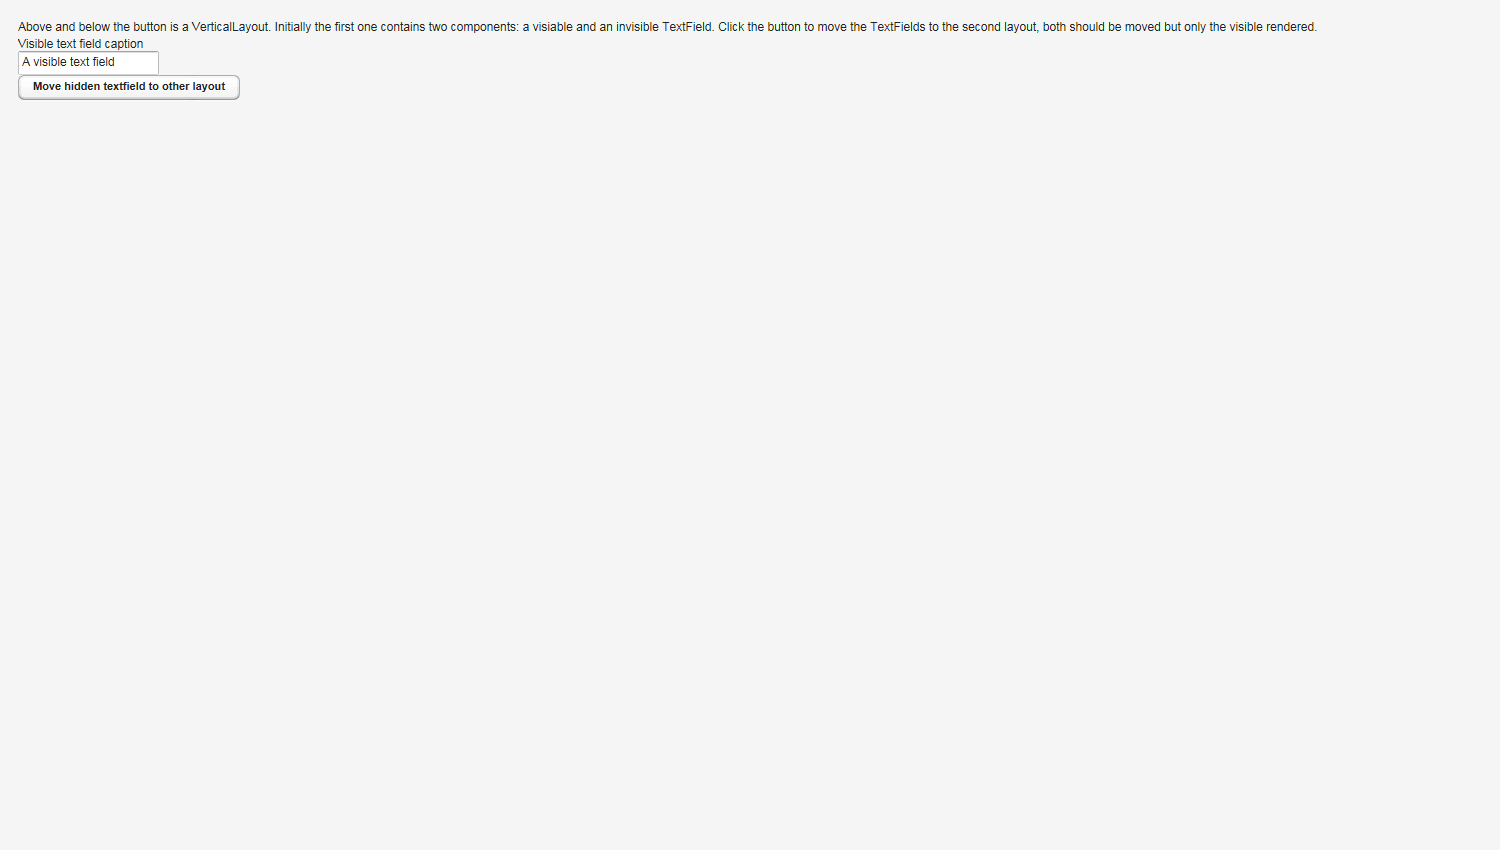 Above and below the button is a VerticalLayout. Initially the first one contains two components: a visiable and an invisible TextField. Click the button to move the TextFields to the second layout, both should be moved but only the visible rendered.
Visible text field caption
A visible text field
Move hidden textfield to other layout